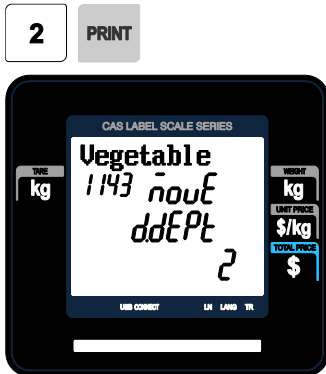 2 PRINT
CAS LABEL SCALE SERIES
Vegetable
TARE
kg
1143 novE
d.dEPt
2
WEIGHT
kg
UNIT PRICE
$/kg
TOTAL PRICE
$
USB CONNECT LN LANG TR